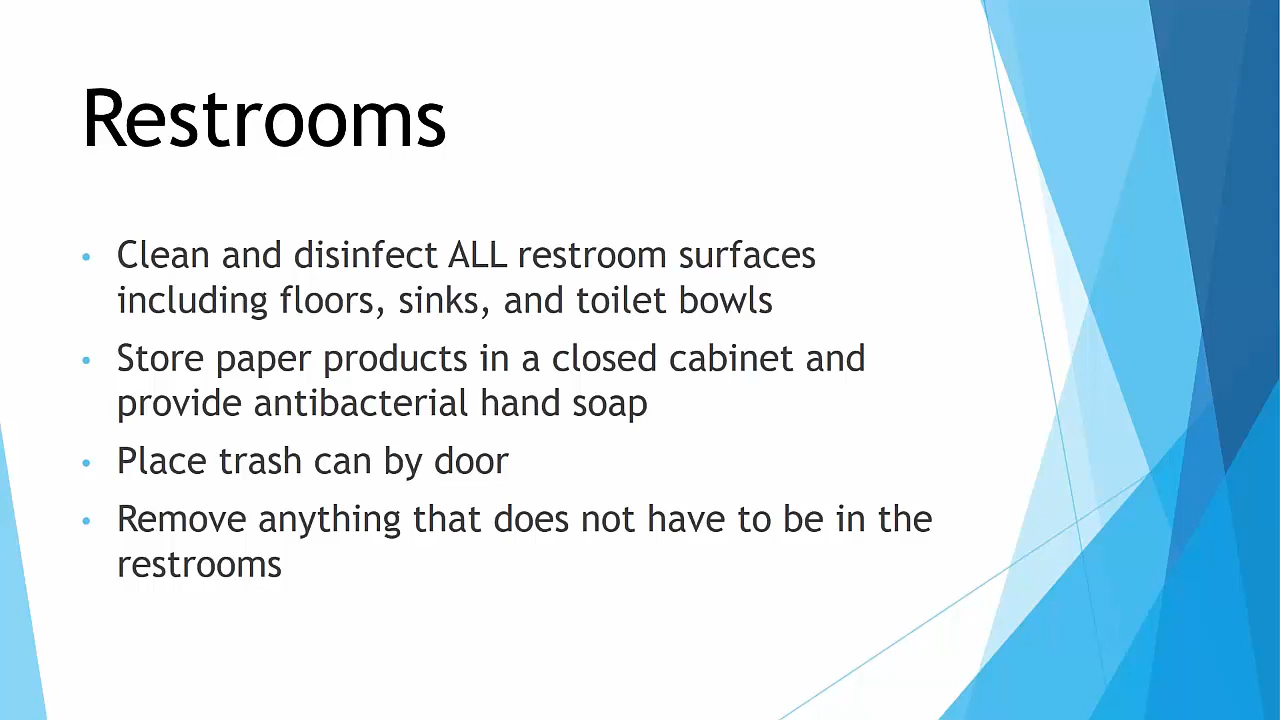 Restrooms
• Clean and disinfect ALL restroom surfaces
including floors, sinks, and toilet bowls
• Store paper products in a closed cabinet and
provide antibacterial hand soap
• Place trash can by door
• Remove anything that does not have to be in the
restrooms